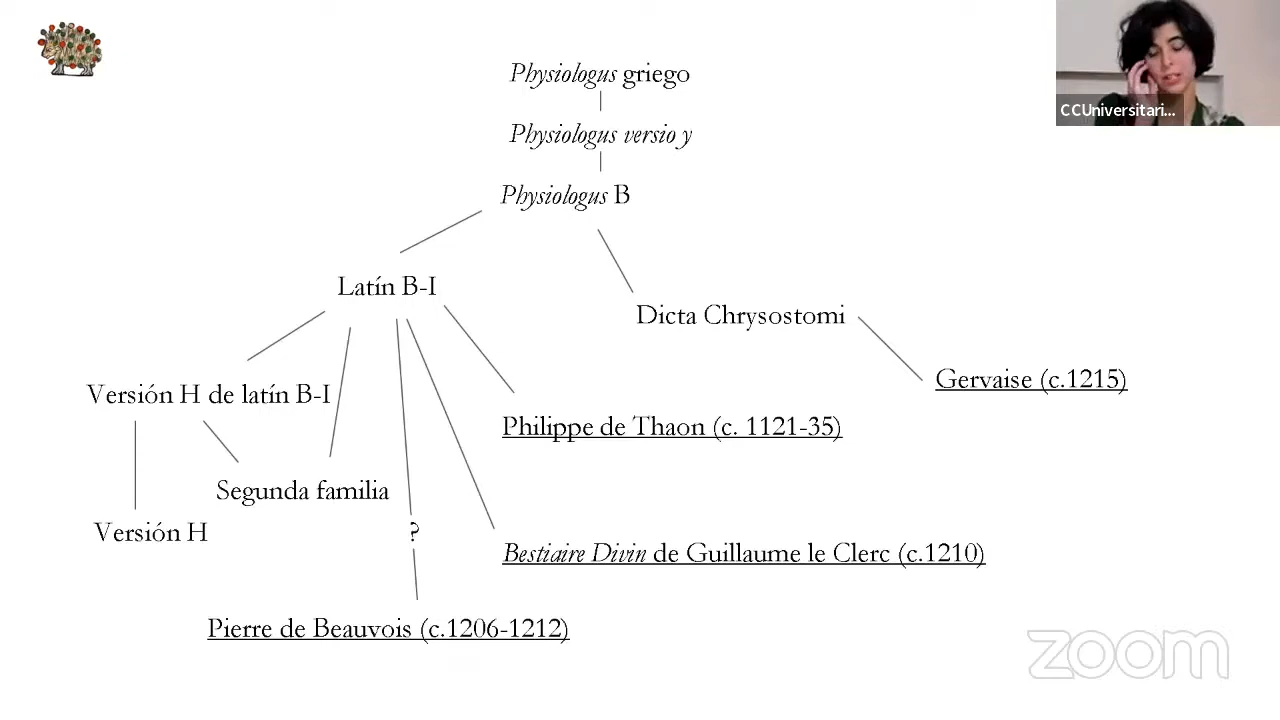 Physiologus griego
CCUniversitari...
Physiologus versio y
Physiologus B
Latín B-I
Dicta Chrysostomi
Gervaise (c.1215)
Versión H de latín B-I
Philippe de Thaon (c. 1121-35)
Segunda familia
Versión H
?
Bestiaire Divin de Guillaume le Clerc (c.1210)
Pierre de Beauvois (c.1206-1212)
zoom